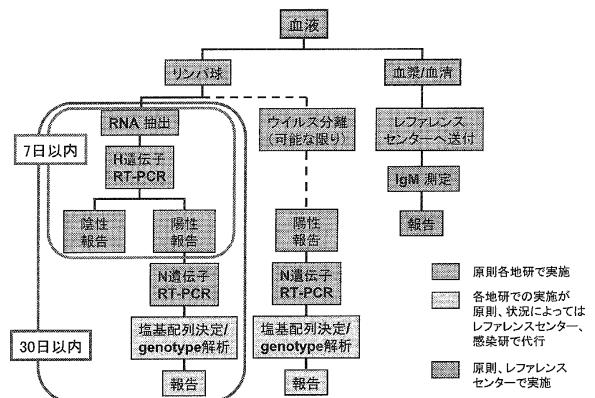 血液
リンパ球
血漿/血清
RNA 抽出
ウイルス分離
(可能な限り)
レファレンス
センターへ送付
7日以内
H遺伝子
RT-PCR
IgM 測定
陰性
報告
陽性
報告
陽性
報告
報告
N遺伝子
RT-PCR
N遺伝子
RT-PCR
塩基配列決定/
genotype解析
塩基配列決定/
genotype解析
30日以内
報告
報告
原則各地研で実施
各地研での実施が
原則、状況によっては
レファレンスセンター、
感染研で代行
原則、レファレンス
センターで実施